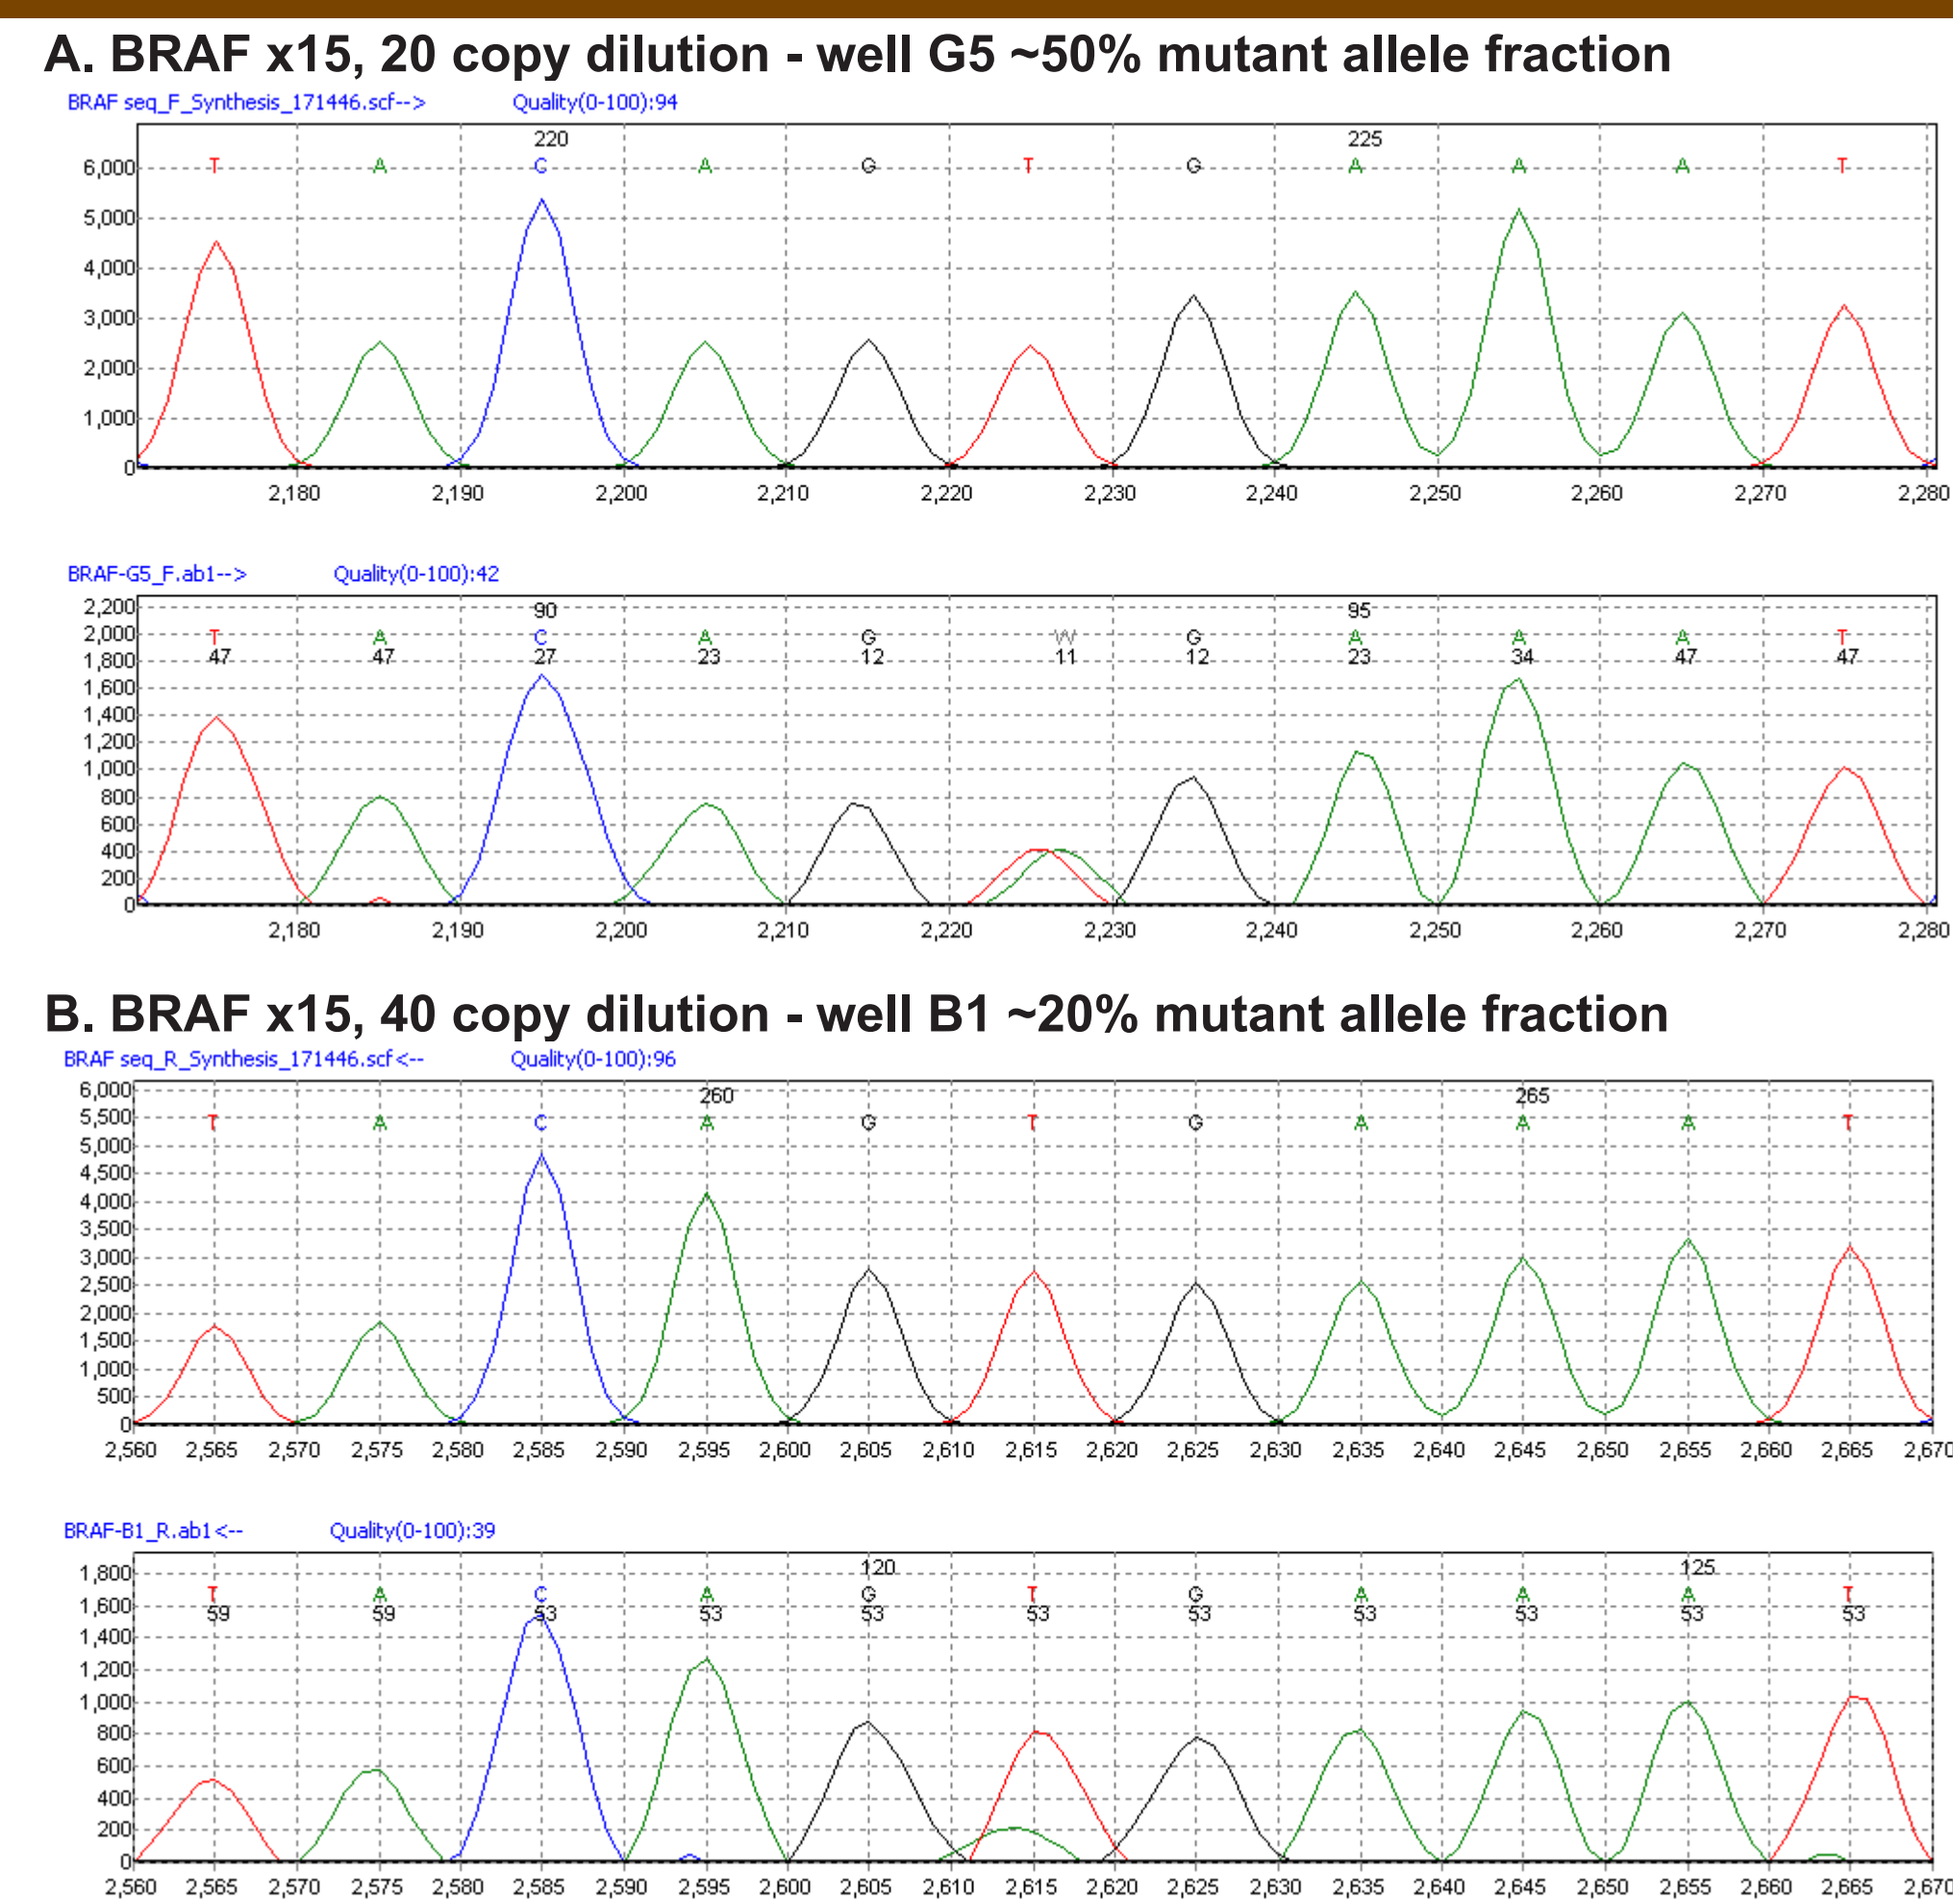 A. BRAF x15, 20 copy dilution - well G5 ~50% mutant allele fraction
BRAF seq_F_Synthesis_171446.scf--> Quality(0-100):94
220 225
T A C A G T G A A A T
6,000
5,000
4,000
3,000
2,000
1,000
0
2,180 2,190 2,200 2,210 2,220 2,230 2,240 2,250 2,260 2,270 2,280
BRAF-G5_F.ab1--> Quality(0-100):42
90 95
T A C A G W G A A A T
47 47 27 23 12 11 12 23 34 47 47
2,200
2,000
1,800
1,600
1,400
1,200
1,000
800
600
400
200
0
2,180 2,190 2,200 2,210 2,220 2,230 2,240 2,250 2,260 2,270 2,280
B. BRAF x15, 40 copy dilution - well B1 ~20% mutant allele fraction
BRAF seq_R_Synthesis_171446.scf<-- Quality(0-100):96
260 265
T A C A G T G A A A T
6,000
5,500
5,000
4,500
4,000
3,500
3,000
2,500
2,000
1,500
1,000
500
0
2,560 2,565 2,570 2,575 2,580 2,585 2,590 2,595 2,600 2,605 2,610 2,615 2,620 2,625 2,630 2,635 2,640 2,645 2,650 2,655 2,660 2,665 2,670
BRAF-B1_R.ab1<-- Quality(0-100):39
120 125
T A C A G T G A A A T
59 59 53 53 53 53 53 53 53 53 53
1,800
1,600
1,400
1,200
1,000
800
600
400
200
0
2,560 2,565 2,570 2,575 2,580 2,585 2,590 2,595 2,600 2,605 2,610 2,615 2,620 2,625 2,630 2,635 2,640 2,645 2,650 2,655 2,660 2,665 2,670